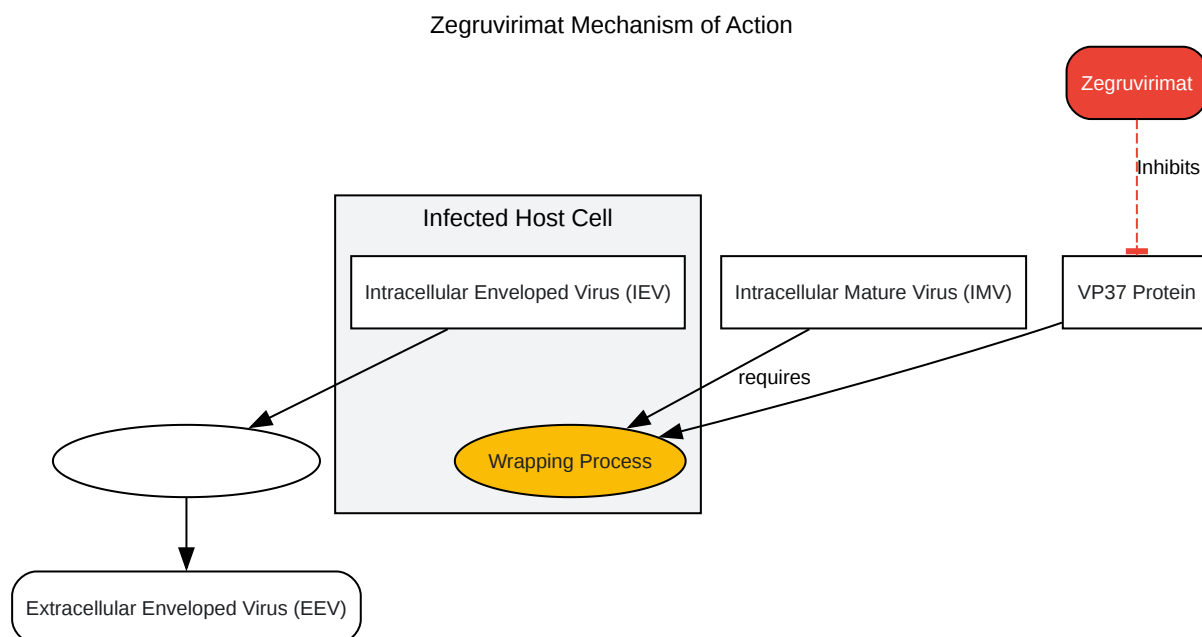 Zegruvirimat Mechanism of Action
Zegruvirimat
Inhibits
Infected Host Cell
Intracellular Enveloped Virus (IEV)
Intracellular Mature Virus (IMV)
VP37 Protein
requires
Wrapping Process
Extracellular Enveloped Virus (EEV)